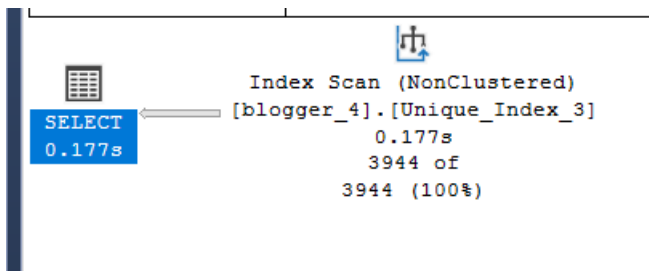 SELECT
0.177s
Index Scan (NonClustered)
[blogger_4].[Unique_Index_3]
0.177s
3944 of
3944 (100%)